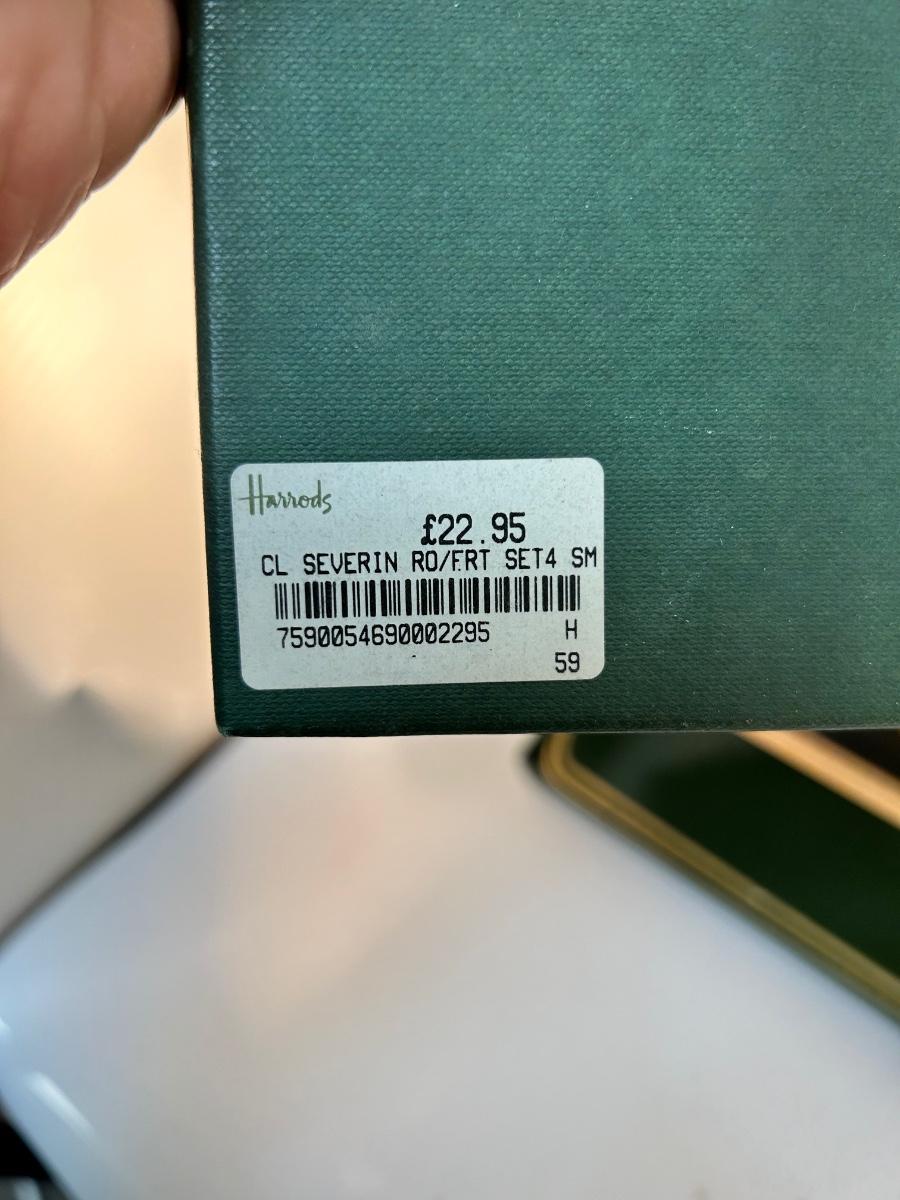 Harrods
£22.95
CL SEVERIN RO/FRT SET4 SM
7590054690002295 H
59